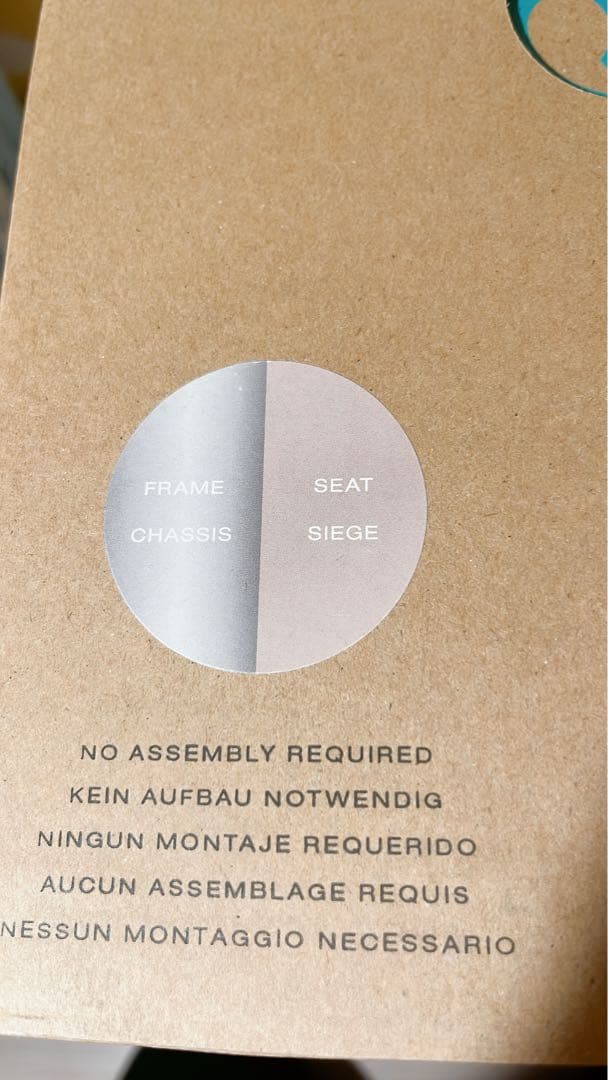 FRAME SEAT
CHASSIS SIEGE
NO ASSEMBLY REQUIRED
KEIN AUFBAU NOTWENDIG
NINGUN MONTAJE REQUERIDO
AUCUN ASSEMBLAGE REQUIS
NESSUN MONTAGGIO NECESSARIO